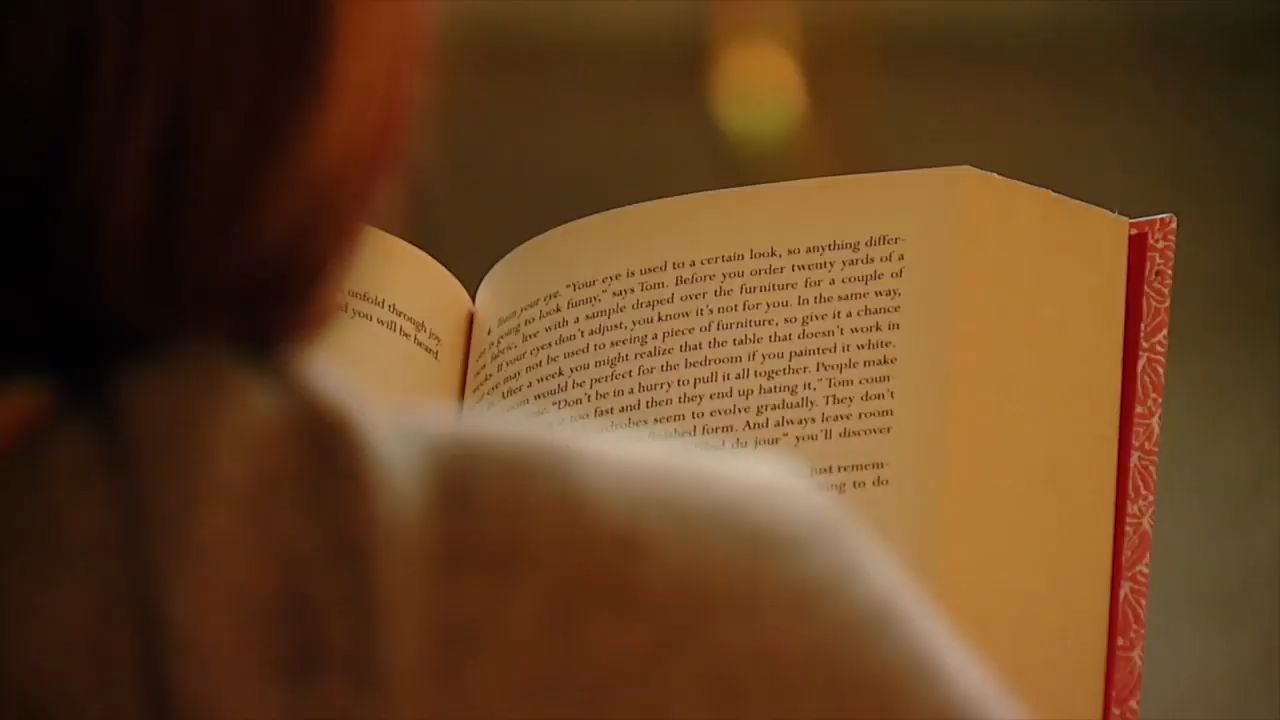 unfold through joy.
you will be heard.
4. Train your eye. "Your eye is used to a certain look, so anything differ-
is going to look funny," says Tom. Before you order twenty yards of a
fabric, live with a sample draped over the furniture for a couple of
If your eyes don't adjust, you know it's not for you. In the same way,
eye may not be used to seeing a piece of furniture, so give it a chance
After a week you might realize that the table that doesn't work in
would be perfect for the bedroom if you painted it white.
"Don't be in a hurry to pull it all together. People make
too fast and then they end up hating it," Tom coun-
seem to evolve gradually. They don't
finished form. And always leave room
du jour" you'll discover
just remem-
to do